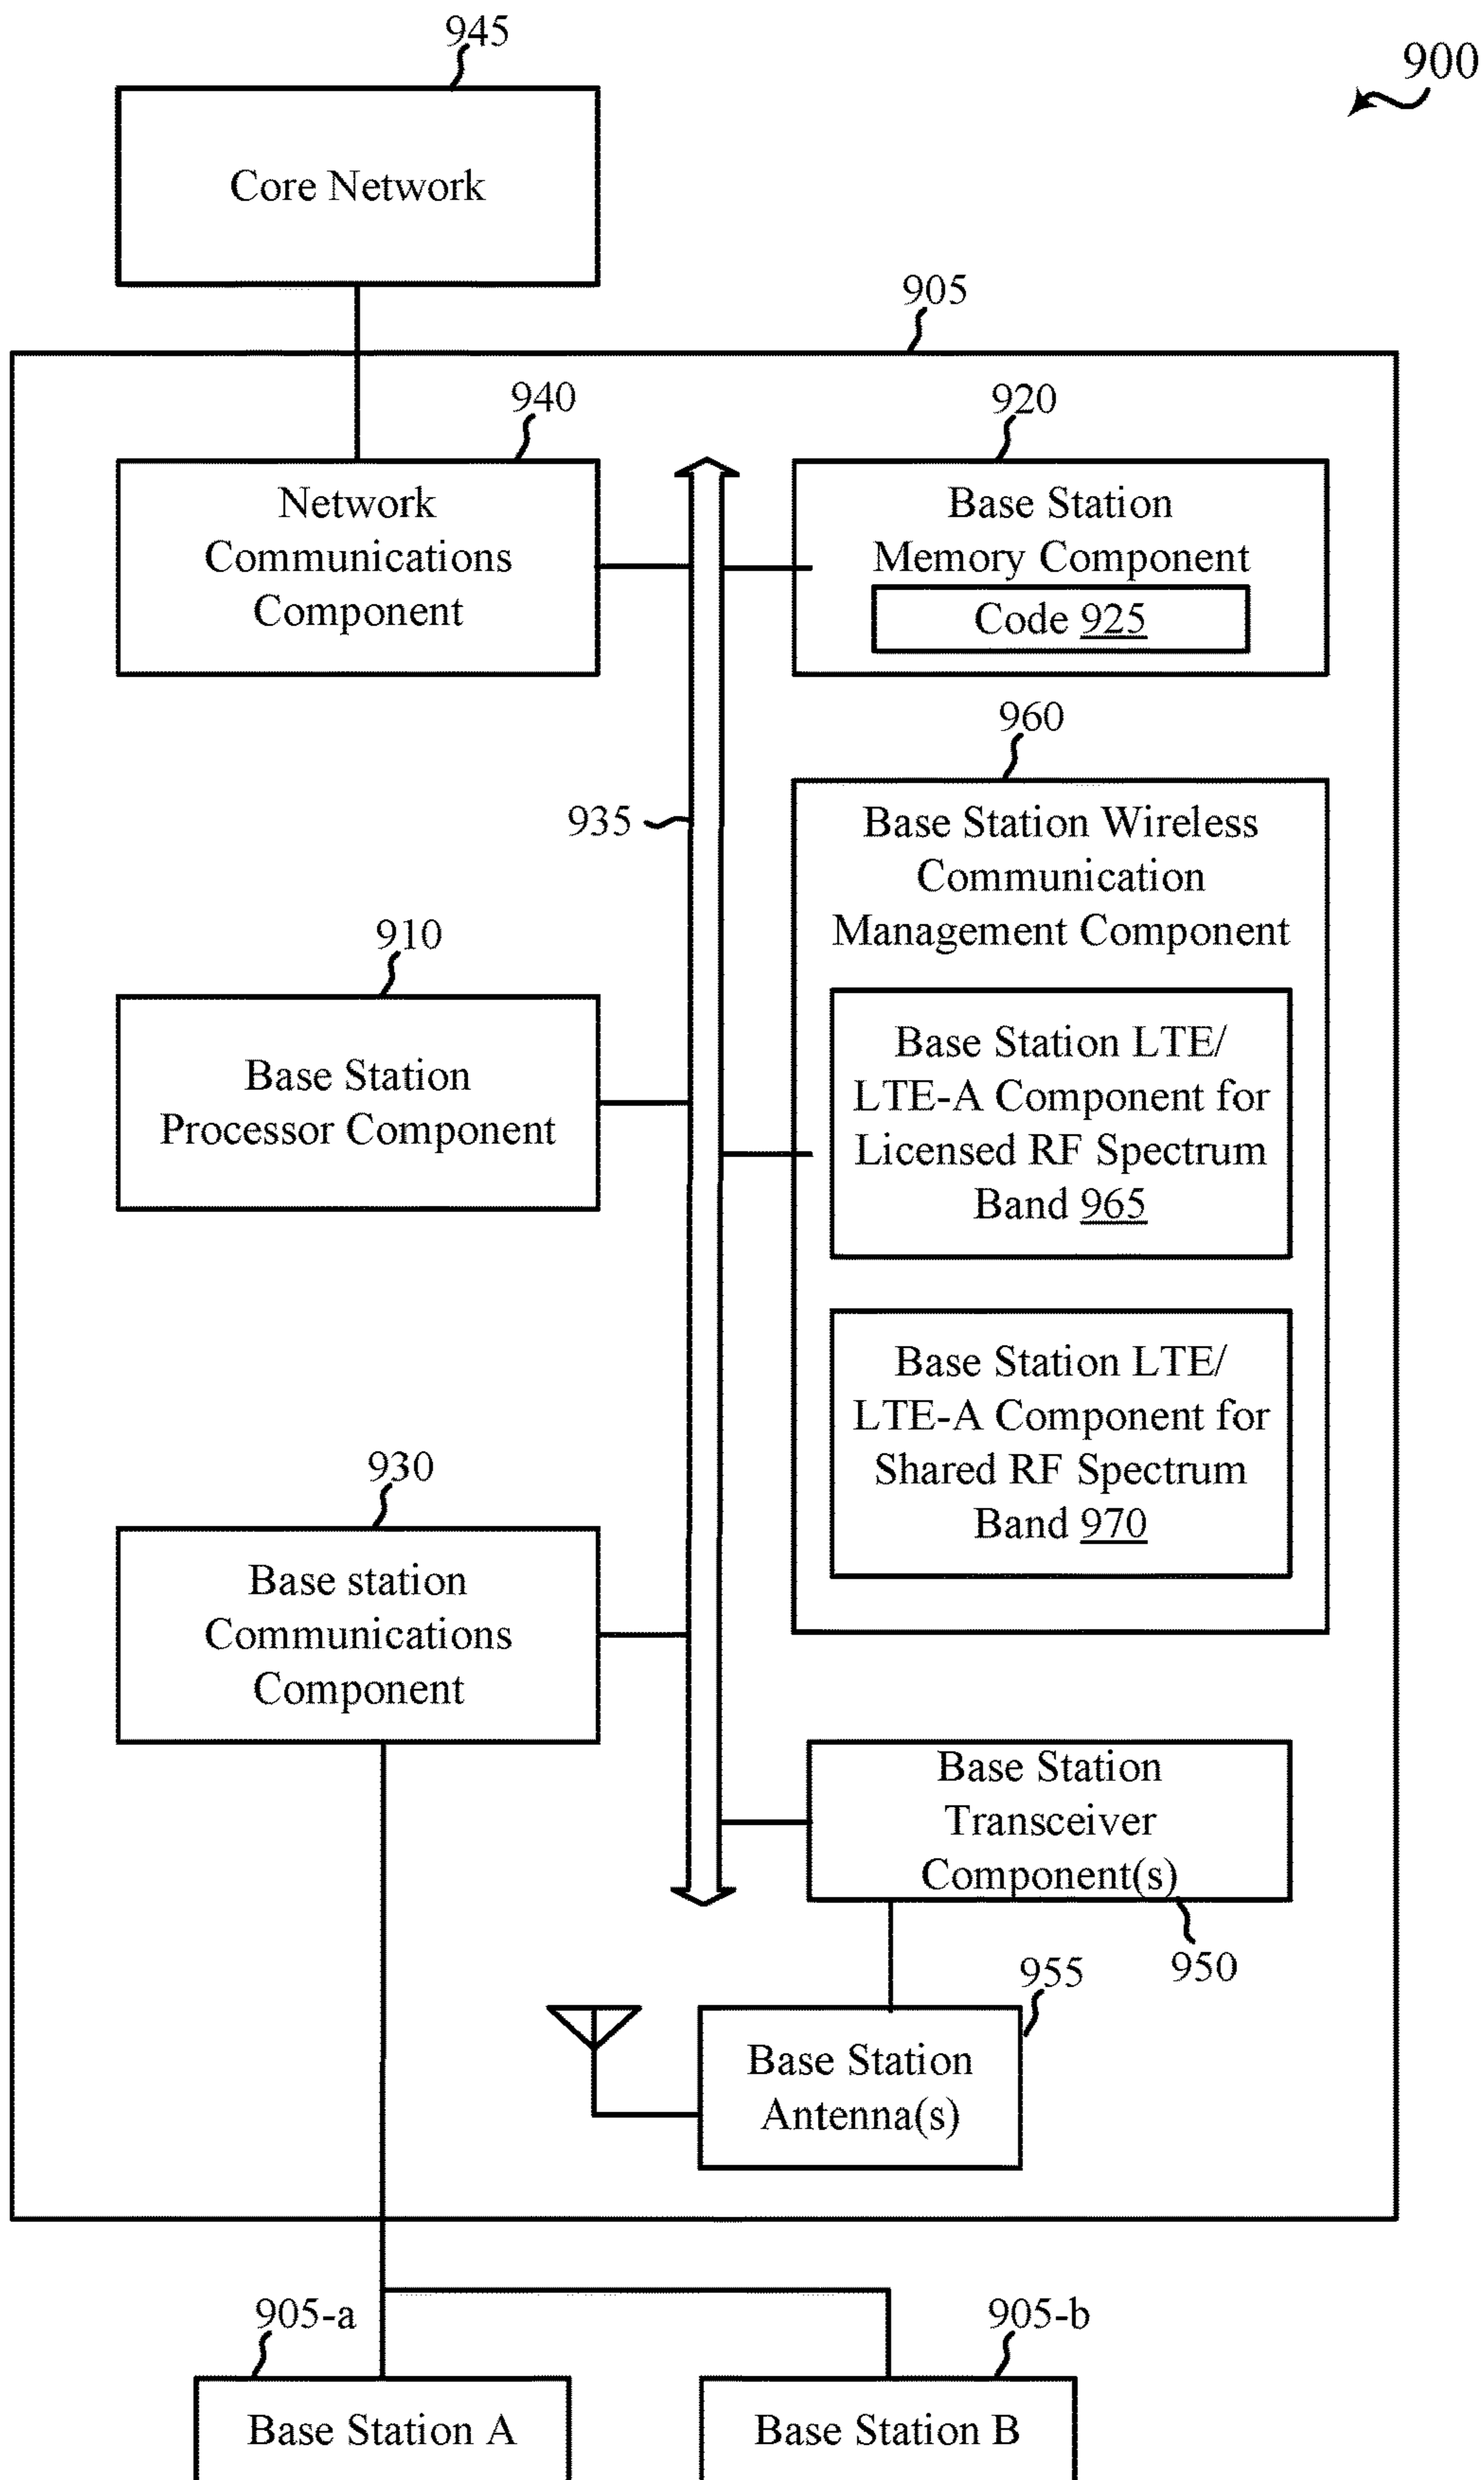 945
900
Core Network
905
940
920
Network
Communications
Component
Base Station
Memory Component
Code 925
960
935
Base Station Wireless
Communication
Management Component
910
Base Station
Processor Component
Base Station LTE/
LTE-A Component for
Licensed RF Spectrum
Band 965
Base Station LTE/
LTE-A Component for
Shared RF Spectrum
Band 970
930
Base station
Communications
Component
Base Station
Transceiver
Component(s)
950
955
Base Station
Antenna(s)
905-a
905-b
Base Station A
Base Station B